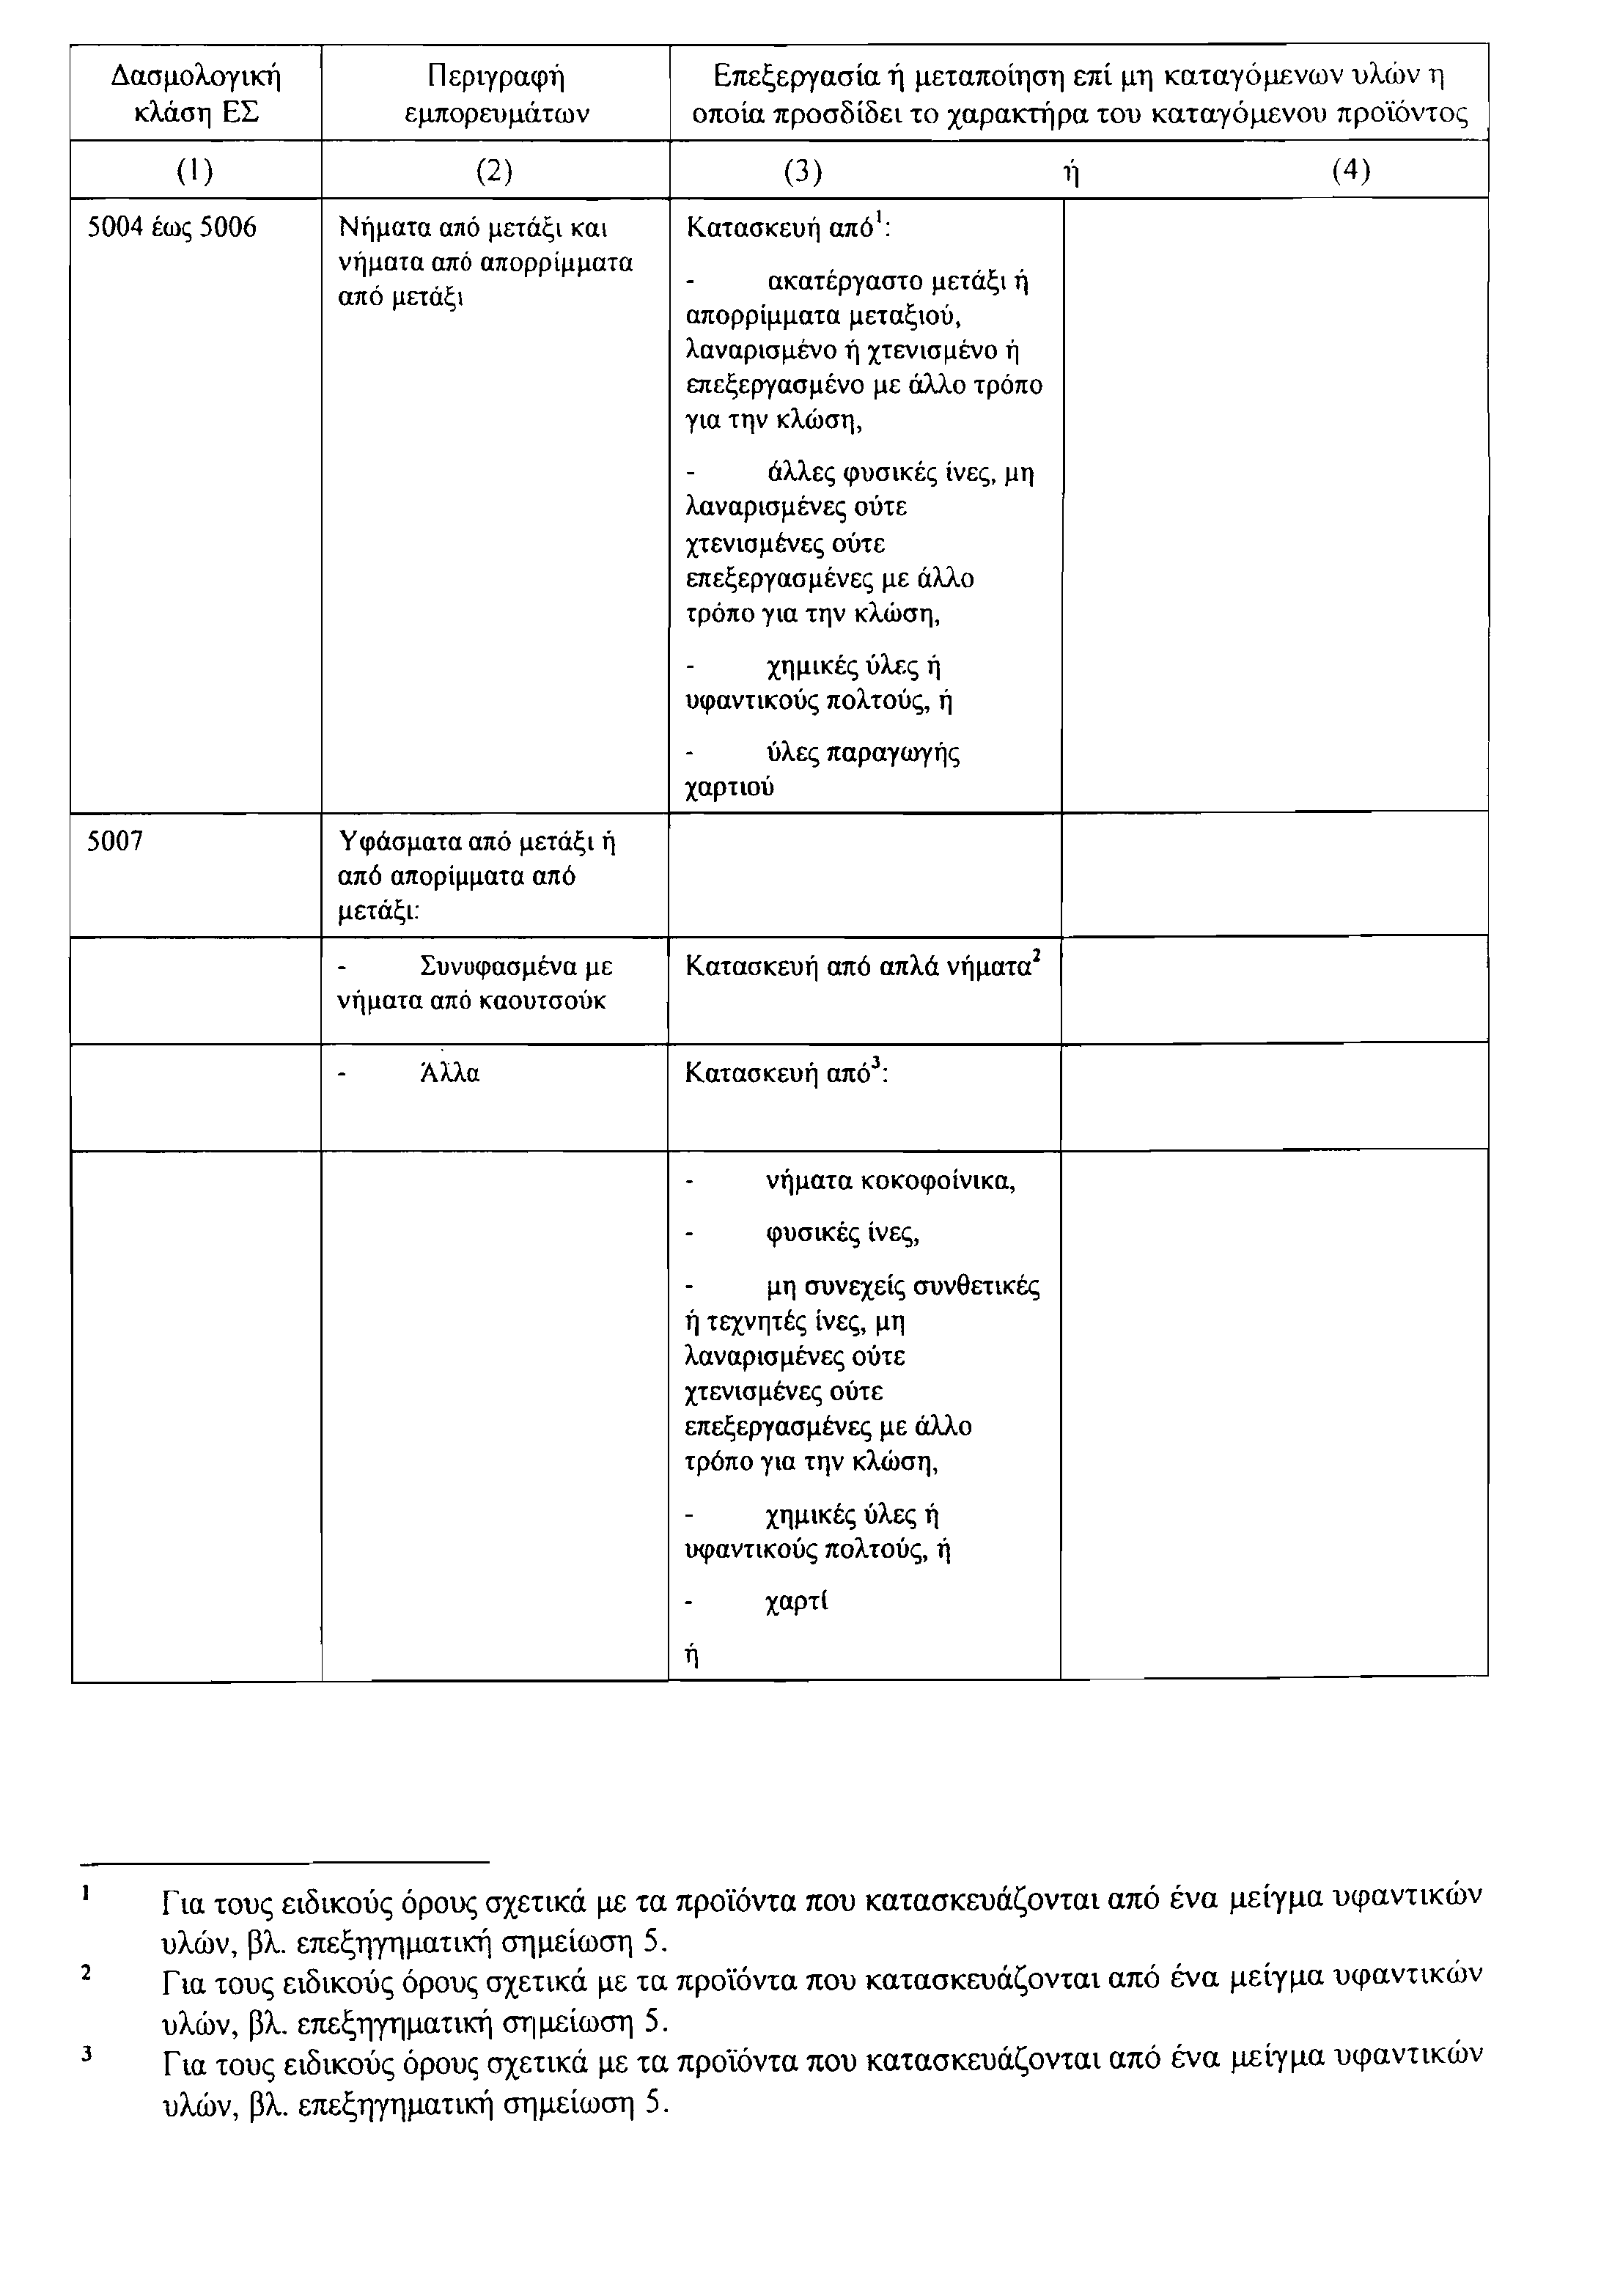 Δασμολογική
κλάση ΕΣ
Περιγραφή
εμπορευμάτων
Επεξεργασία ή μεταποίηση επί μη καταγόμενων υλών η
οποία προσδίδει το χαρακτήρα του καταγόμενου προϊόντος
(1)
(2)
(3) ή (4)
5004 έως 5006
Νήματα από μετάξι και
νήματα από απορρίμματα
από μετάξι
Κατασκευή από¹:
- ακατέργαστο μετάξι ή
απορρίμματα μεταξιού,
λαναρισμένο ή χτενισμένο ή
επεξεργασμένο με άλλο τρόπο
για την κλώση,
- άλλες φυσικές ίνες, μη
λαναρισμένες ούτε
χτενισμένες ούτε
επεξεργασμένες με άλλο
τρόπο για την κλώση,
- χημικές ύλες ή
υφαντικούς πολτούς, ή
- ύλες παραγωγής
χαρτιού
5007
Υφάσματα από μετάξι ή
από απορίμματα από
μετάξι:
- Συνυφασμένα με
νήματα από καουτσούκ
Κατασκευή από απλά νήματα²
- Άλλα
Κατασκευή από³:
- νήματα κοκοφοίνικα,
- φυσικές ίνες,
- μη συνεχείς συνθετικές
ή τεχνητές ίνες, μη
λαναρισμένες ούτε
χτενισμένες ούτε
επεξεργασμένες με άλλο
τρόπο για την κλώση,
- χημικές ύλες ή
υφαντικούς πολτούς, ή
- χαρτί
ή
1 Για τους ειδικούς όρους σχετικά με τα προϊόντα που κατασκευάζονται από ένα μείγμα υφαντικών
υλών, βλ. επεξηγηματική σημείωση 5.
2 Για τους ειδικούς όρους σχετικά με τα προϊόντα που κατασκευάζονται από ένα μείγμα υφαντικών
υλών, βλ. επεξηγηματική σημείωση 5.
3 Για τους ειδικούς όρους σχετικά με τα προϊόντα που κατασκευάζονται από ένα μείγμα υφαντικών
υλών, βλ. επεξηγηματική σημείωση 5.